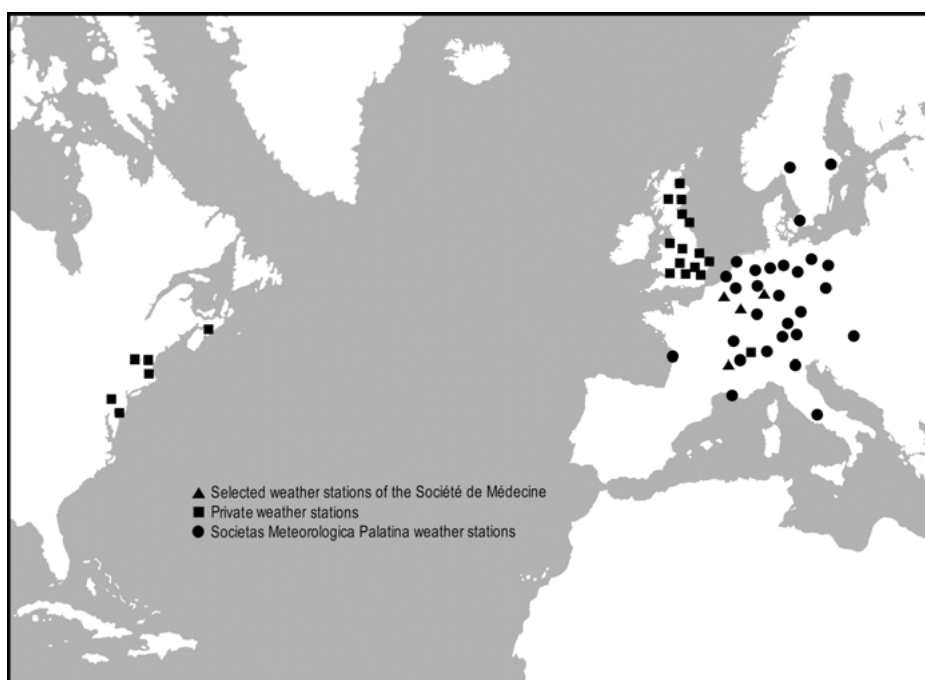 Selected weather stations of the Société de Médecine
Private weather stations
Societas Meteorologica Palatina weather stations